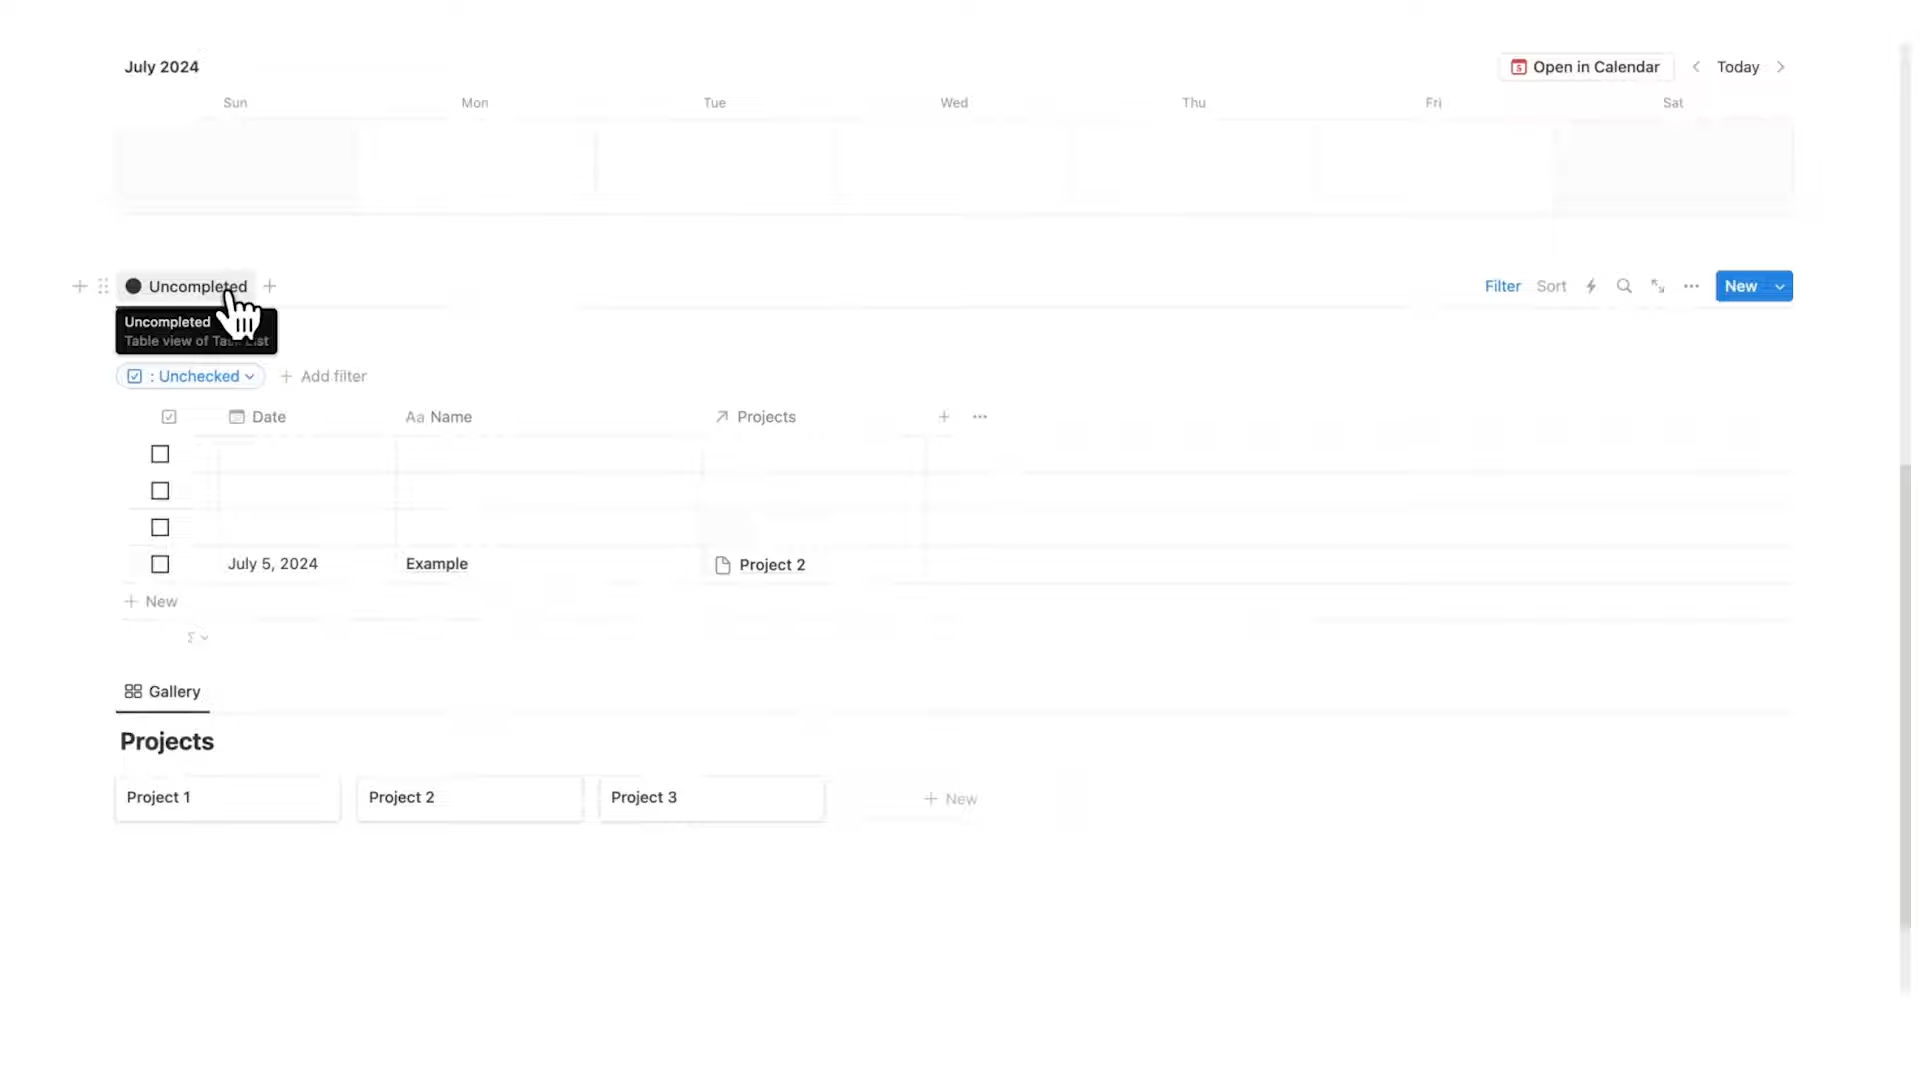 July 2024
Open in Calendar
Today
Sun Mon Tue Wed Thu Fri Sat
Uncompleted
Filter Sort New
Uncompleted
Table view of Task List
: Unchecked
Add filter
Date Aa Name Projects
July 5, 2024 Example Project 2
New
Gallery
Projects
Project 1 Project 2 Project 3 New